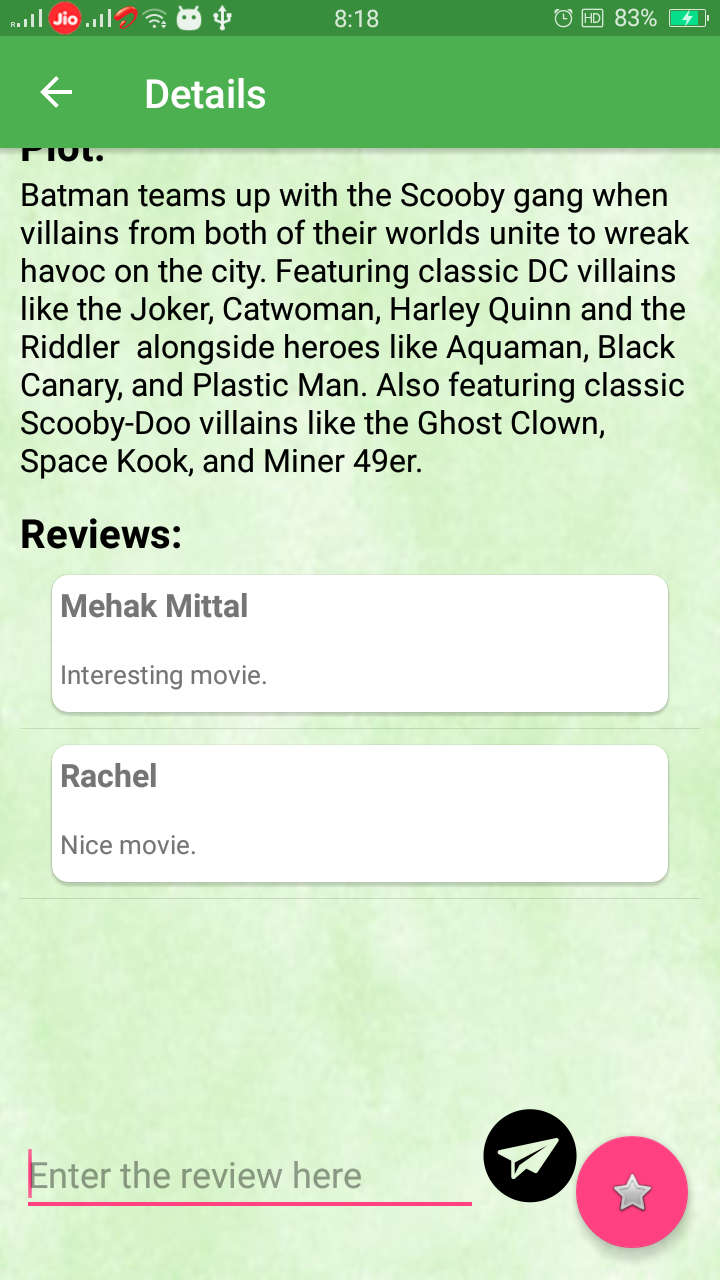 R Jio 8:18 HD 83%
Details
Plot:
Batman teams up with the Scooby gang when
villains from both of their worlds unite to wreak
havoc on the city. Featuring classic DC villains
like the Joker, Catwoman, Harley Quinn and the
Riddler  alongside heroes like Aquaman, Black
Canary, and Plastic Man. Also featuring classic
Scooby-Doo villains like the Ghost Clown,
Space Kook, and Miner 49er.
Reviews:
Mehak Mittal
Interesting movie.
Rachel
Nice movie.
Enter the review here